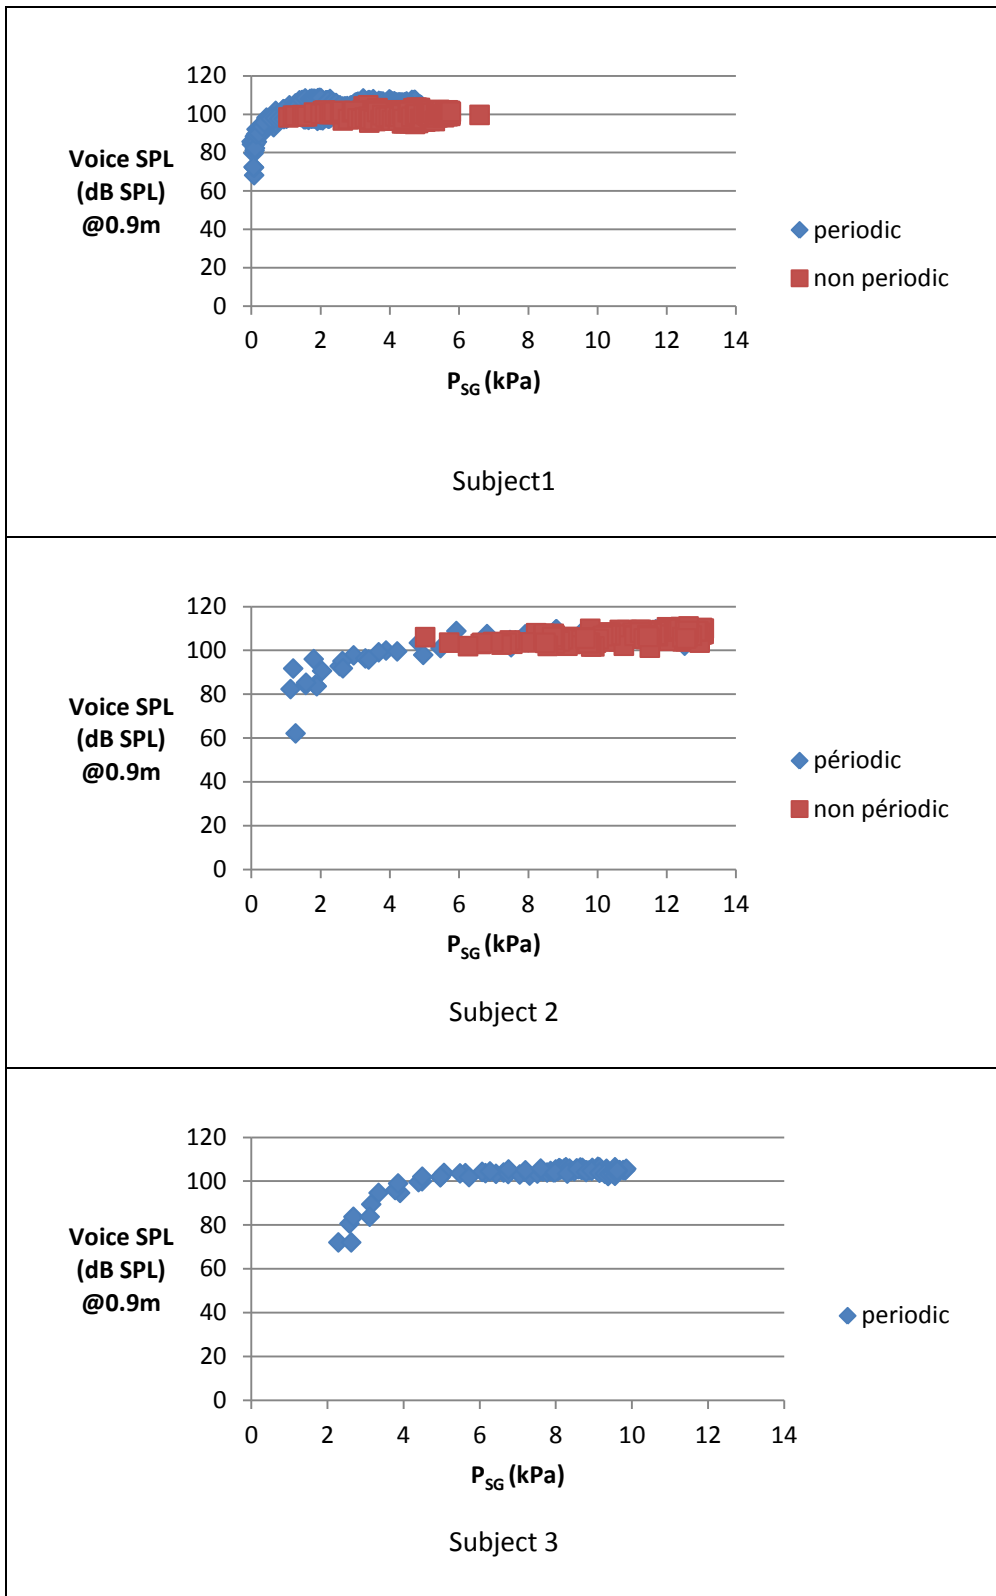 120
100
80
60
40
20
0
Voice SPL
(dB SPL)
@0.9m
0 2 4 6 8 10 12 14
PSG (kPa)
periodic
non periodic
Subject1
120
100
80
60
40
20
0
Voice SPL
(dB SPL)
@0.9m
0 2 4 6 8 10 12 14
PSG (kPa)
périodic
non périodic
Subject 2
120
100
80
60
40
20
0
Voice SPL
(dB SPL)
@0.9m
0 2 4 6 8 10 12 14
PSG (kPa)
periodic
Subject 3